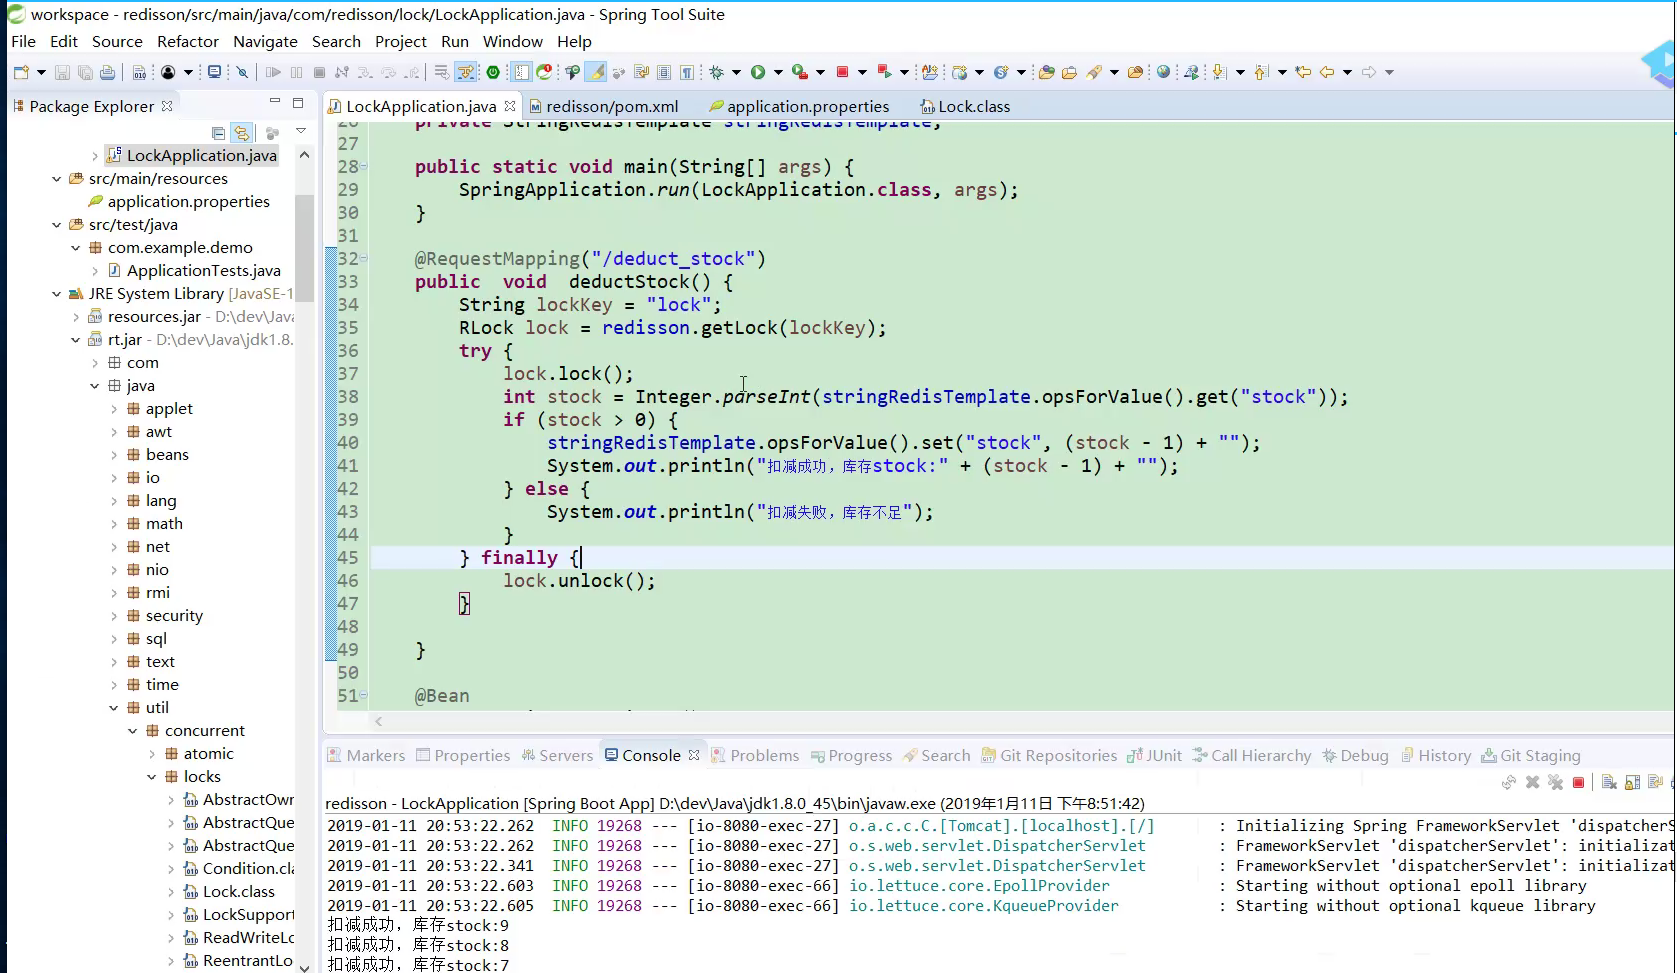 workspace - redisson/src/main/java/com/redisson/lock/LockApplication.java - Spring Tool Suite
File Edit Source Refactor Navigate Search Project Run Window Help
Package Explorer
LockApplication.java
src/main/resources
application.properties
src/test/java
com.example.demo
ApplicationTests.java
JRE System Library [JavaSE-1
resources.jar - D:\dev\Java
rt.jar - D:\dev\Java\jdk1.8.
com
java
applet
awt
beans
io
lang
math
net
nio
rmi
security
sql
text
time
util
concurrent
atomic
locks
AbstractOwn
AbstractQue
AbstractQue
Condition.cla
Lock.class
LockSupport
ReadWriteLo
ReentrantLo
LockApplication.java redisson/pom.xml application.properties Lock.class
26 private StringRedisTemplate stringRedisTemplate;
27
28 public static void main(String[] args) {
29 SpringApplication.run(LockApplication.class, args);
30 }
31
32 @RequestMapping("/deduct_stock")
33 public void deductStock() {
34 String lockKey = "lock";
35 RLock lock = redisson.getLock(lockKey);
36 try {
37 lock.lock();
38 int stock = Integer.parseInt(stringRedisTemplate.opsForValue().get("stock"));
39 if (stock > 0) {
40 stringRedisTemplate.opsForValue().set("stock", (stock - 1) + "");
41 System.out.println("扣减成功，库存stock:" + (stock - 1) + "");
42 } else {
43 System.out.println("扣减失败，库存不足");
44 }
45 } finally {
46 lock.unlock();
47 }
48
49 }
50
51 @Bean
Markers Properties Servers Console Problems Progress Search Git Repositories JUnit Call Hierarchy Debug History Git Staging
redisson - LockApplication [Spring Boot App] D:\dev\Java\jdk1.8.0_45\bin\javaw.exe (2019年1月11日 下午8:51:42)
2019-01-11 20:53:22.262 INFO 19268 --- [io-8080-exec-27] o.a.c.c.C.[Tomcat].[localhost].[/] : Initializing Spring FrameworkServlet 'dispatcherS
2019-01-11 20:53:22.262 INFO 19268 --- [io-8080-exec-27] o.s.web.servlet.DispatcherServlet : FrameworkServlet 'dispatcherServlet': initializat
2019-01-11 20:53:22.341 INFO 19268 --- [io-8080-exec-27] o.s.web.servlet.DispatcherServlet : FrameworkServlet 'dispatcherServlet': initializat
2019-01-11 20:53:22.603 INFO 19268 --- [io-8080-exec-66] io.lettuce.core.EpollProvider : Starting without optional epoll library
2019-01-11 20:53:22.605 INFO 19268 --- [io-8080-exec-66] io.lettuce.core.KqueueProvider : Starting without optional kqueue library
扣减成功，库存stock:9
扣减成功，库存stock:8
扣减成功，库存stock:7